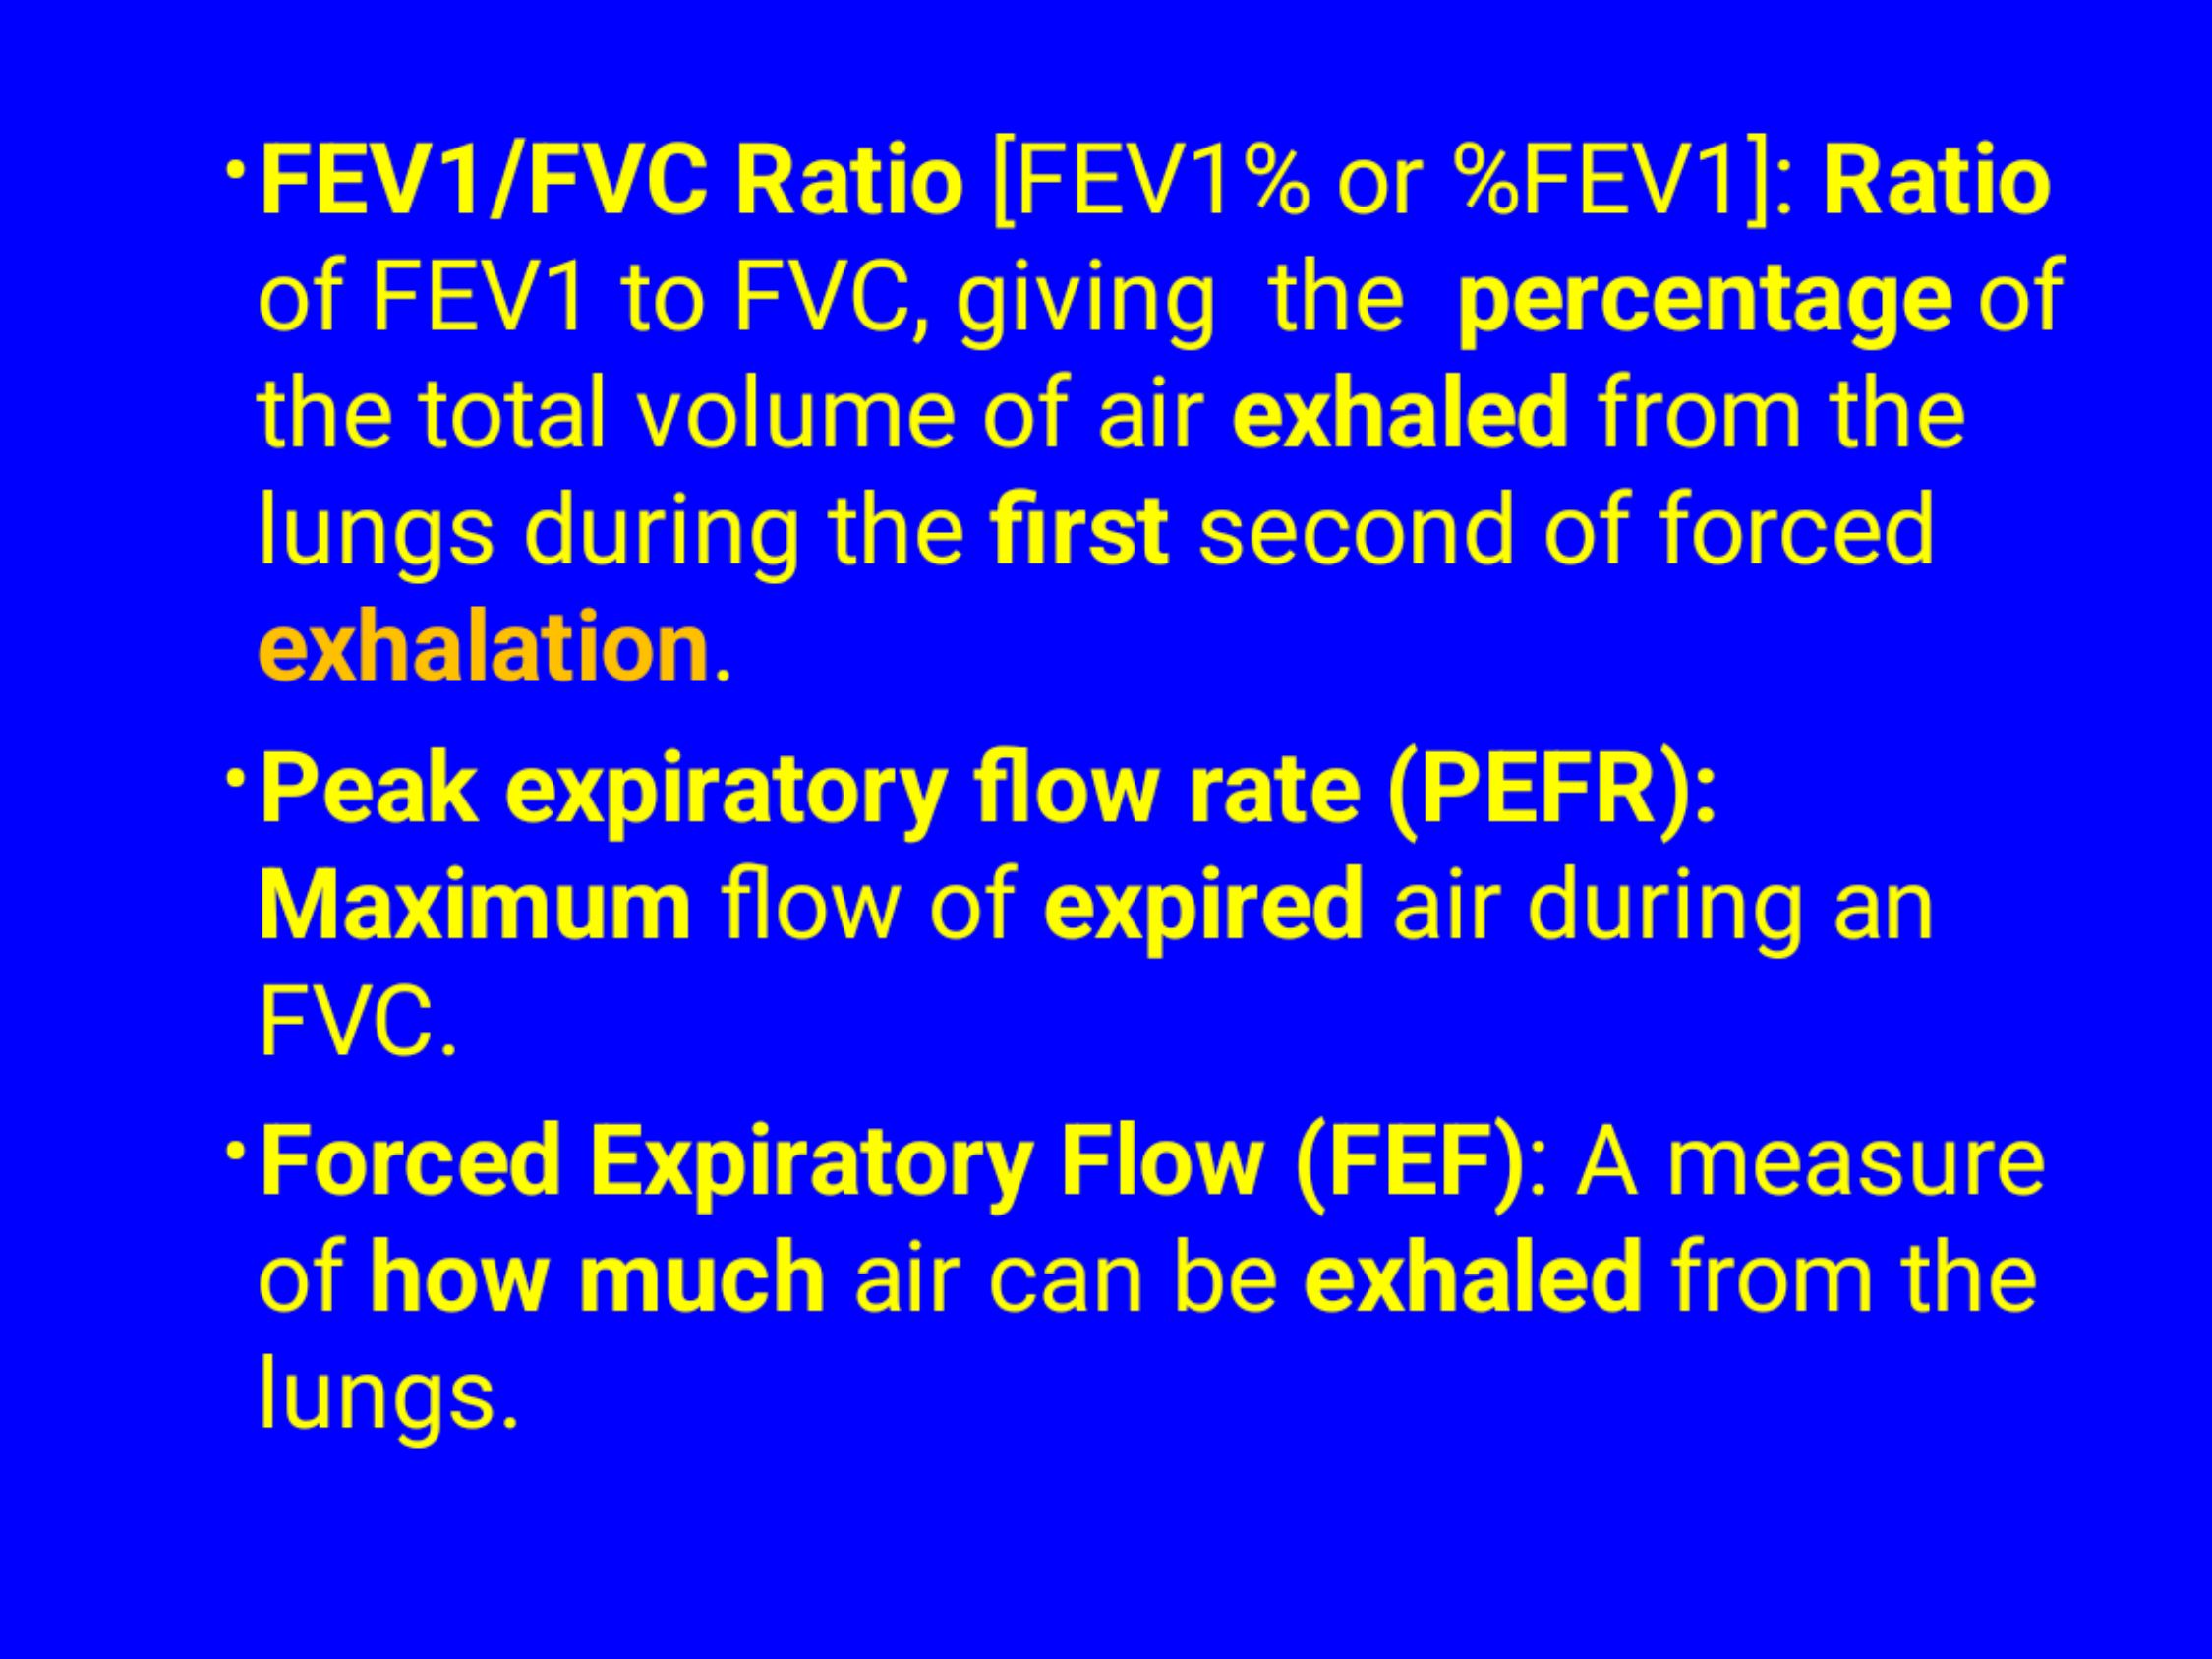 •FEV1/FVC Ratio [FEV1% or %FEV1]: Ratio
of FEV1 to FVC, giving the percentage of
the total volume of air exhaled from the
lungs during the first second of forced
exhalation.
•Peak expiratory flow rate (PEFR):
Maximum flow of expired air during an
FVC.
•Forced Expiratory Flow (FEF): A measure
of how much air can be exhaled from the
lungs.